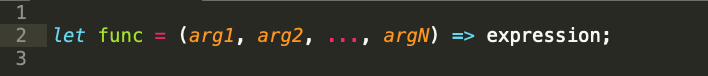 1
2 let func = (arg1, arg2, ..., argN) => expression;
3